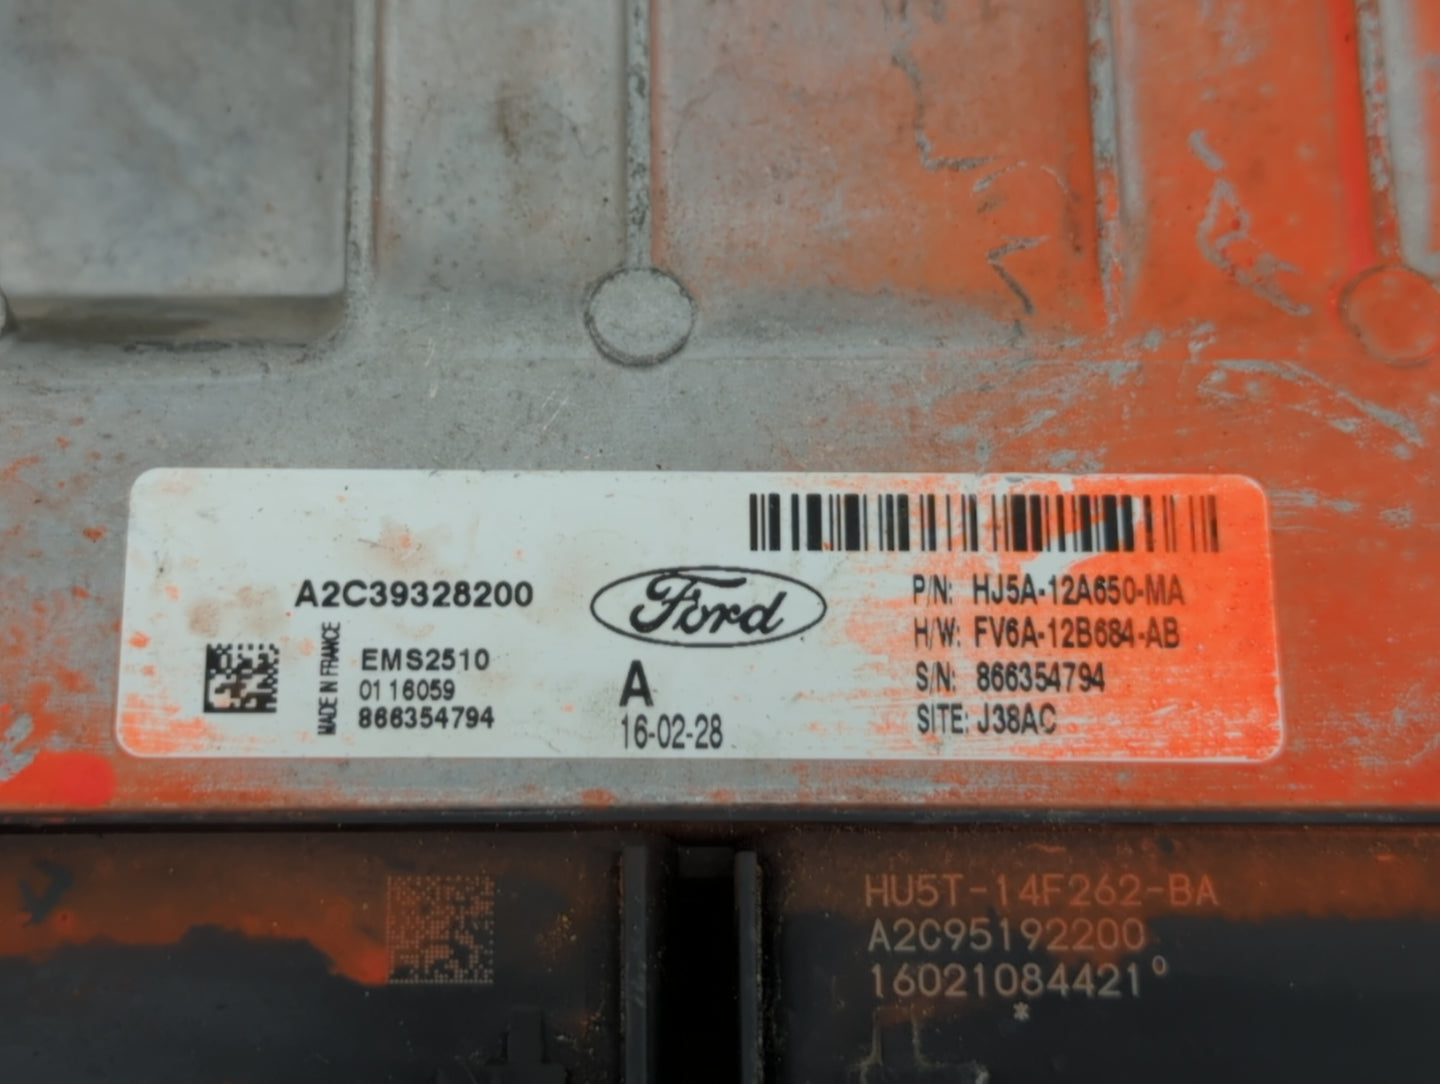 A2C39328200
MADE IN FRANCE
EMS2510
01 16059
866354794
Ford
A
16-02-28
P/N: HJ5A-12A650-MA
H/W: FV6A-12B684-AB
S/N: 866354794
SITE: J38AC
HU5T-14F262-BA
A2C95192200
16021084421⁰
*